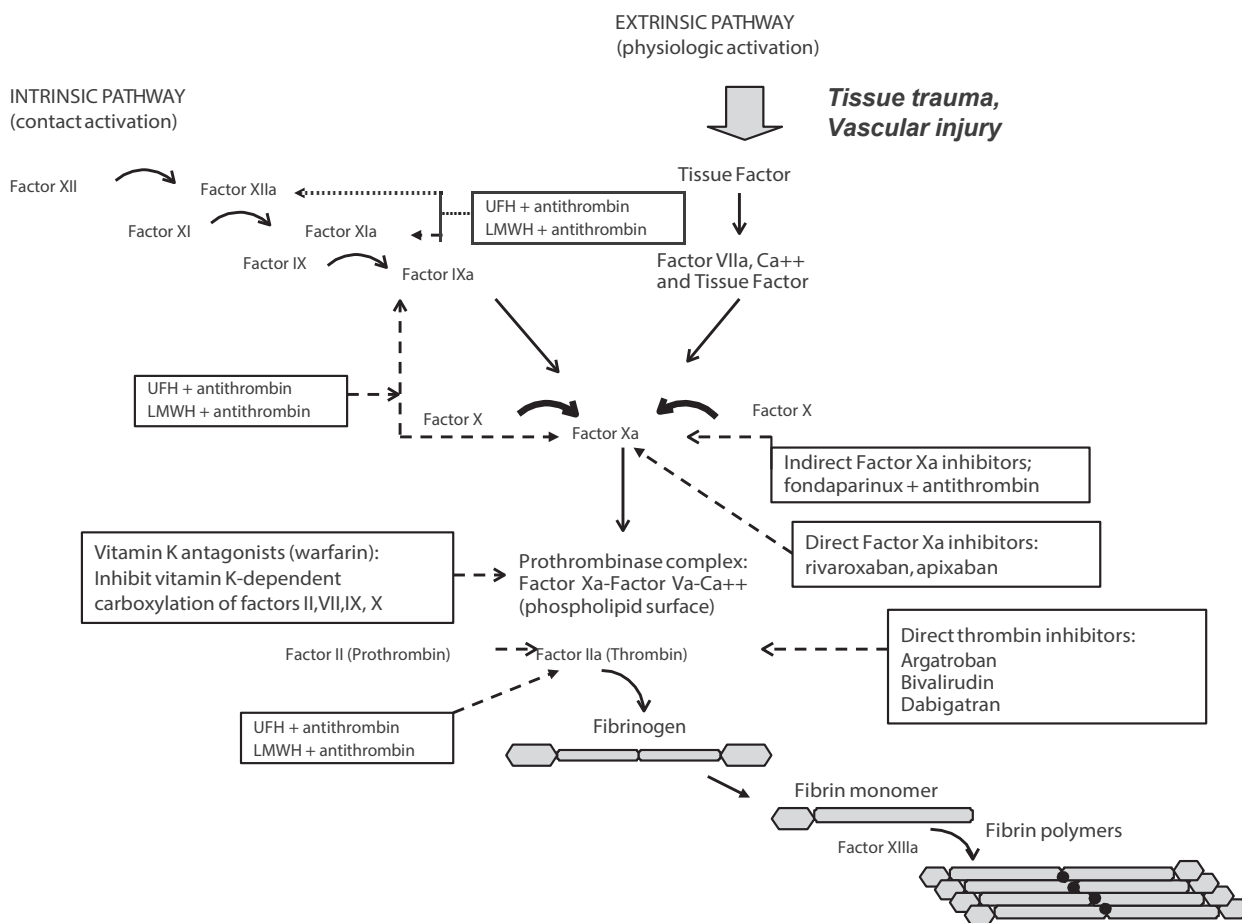 EXTRINSIC PATHWAY
(physiologic activation)
INTRINSIC PATHWAY
(contact activation)
Tissue trauma,
Vascular injury
Factor XII
Factor XIIa
Tissue Factor
UFH + antithrombin
LMWH + antithrombin
Factor XI
Factor XIa
Factor IX
Factor IXa
Factor VIIa, Ca++
and Tissue Factor
UFH + antithrombin
LMWH + antithrombin
Factor X
Factor Xa
Factor X
Indirect Factor Xa inhibitors;
fondaparinux + antithrombin
Direct Factor Xa inhibitors:
rivaroxaban, apixaban
Vitamin K antagonists (warfarin):
Inhibit vitamin K-dependent
carboxylation of factors II,VII,IX, X
Prothrombinase complex:
Factor Xa-Factor Va-Ca++
(phospholipid surface)
Factor II (Prothrombin)
Factor IIa (Thrombin)
Direct thrombin inhibitors:
Argatroban
Bivalirudin
Dabigatran
UFH + antithrombin
LMWH + antithrombin
Fibrinogen
Fibrin monomer
Factor XIIIa
Fibrin polymers